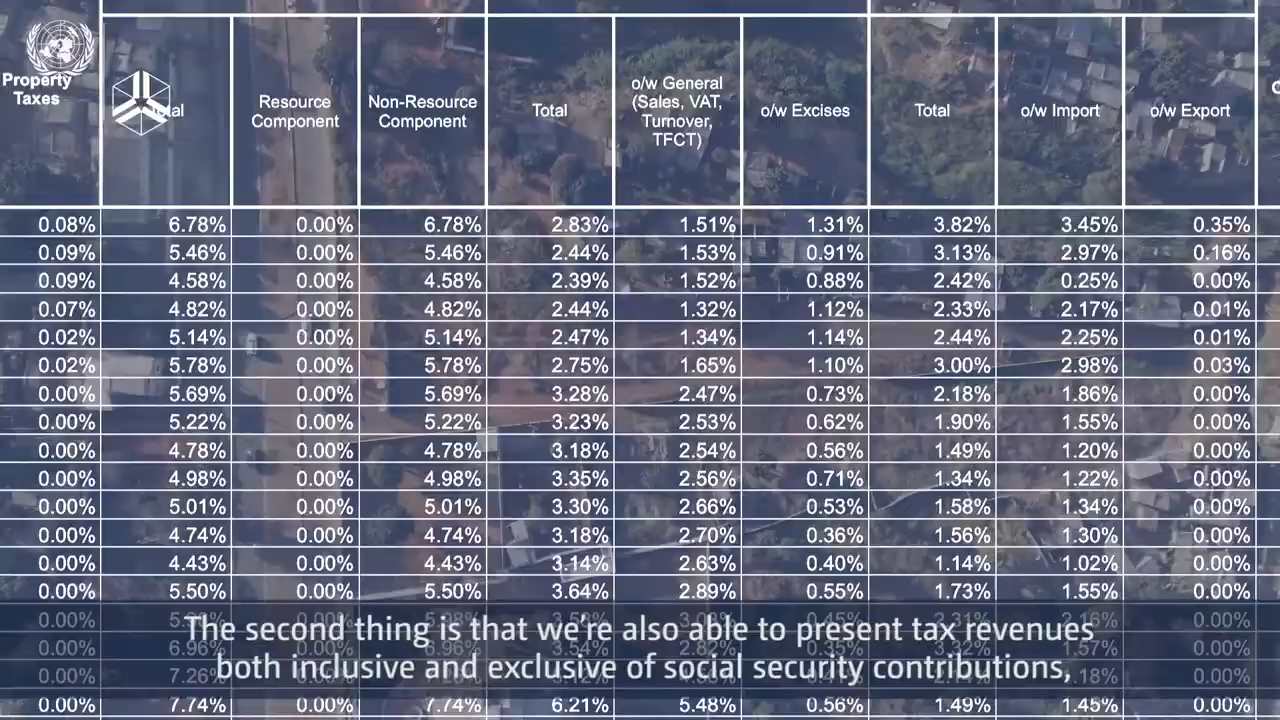 Property
Taxes
Resource
Component
Non-Resource
Component
Total
o/w General
(Sales, VAT,
Turnover,
TFCT)
o/w Excises
Total
o/w Import
o/w Export
0.08% 6.78% 0.00% 6.78% 2.83% 1.51% 1.31% 3.82% 3.45% 0.35%
0.09% 5.46% 0.00% 5.46% 2.44% 1.53% 0.91% 3.13% 2.97% 0.16%
0.09% 4.58% 0.00% 4.58% 2.39% 1.52% 0.88% 2.42% 0.25% 0.00%
0.07% 4.82% 0.00% 4.82% 2.44% 1.32% 1.12% 2.33% 2.17% 0.01%
0.02% 5.14% 0.00% 5.14% 2.47% 1.34% 1.14% 2.44% 2.25% 0.01%
0.02% 5.78% 0.00% 5.78% 2.75% 1.65% 1.10% 3.00% 2.98% 0.03%
0.00% 5.69% 0.00% 5.69% 3.28% 2.47% 0.73% 2.18% 1.86% 0.00%
0.00% 5.22% 0.00% 5.22% 3.23% 2.53% 0.62% 1.90% 1.55% 0.00%
0.00% 4.78% 0.00% 4.78% 3.18% 2.54% 0.56% 1.49% 1.20% 0.00%
0.00% 4.98% 0.00% 4.98% 3.35% 2.56% 0.71% 1.34% 1.22% 0.00%
0.00% 5.01% 0.00% 5.01% 3.30% 2.66% 0.53% 1.58% 1.34% 0.00%
0.00% 4.74% 0.00% 4.74% 3.18% 2.70% 0.36% 1.56% 1.30% 0.00%
0.00% 4.43% 0.00% 4.43% 3.14% 2.63% 0.40% 1.14% 1.02% 0.00%
0.00% 5.50% 0.00% 5.50% 3.64% 2.89% 0.55% 1.73% 1.55% 0.00%
0.00% 0.00%
The second thing is that we're also able to present tax revenues
0.00% 0.00%
both inclusive and exclusive of social security contributions,
0.00% 0.00%
0.00% 7.74% 0.00% 7.74% 6.21% 5.48% 0.56% 1.49% 1.45% 0.00%